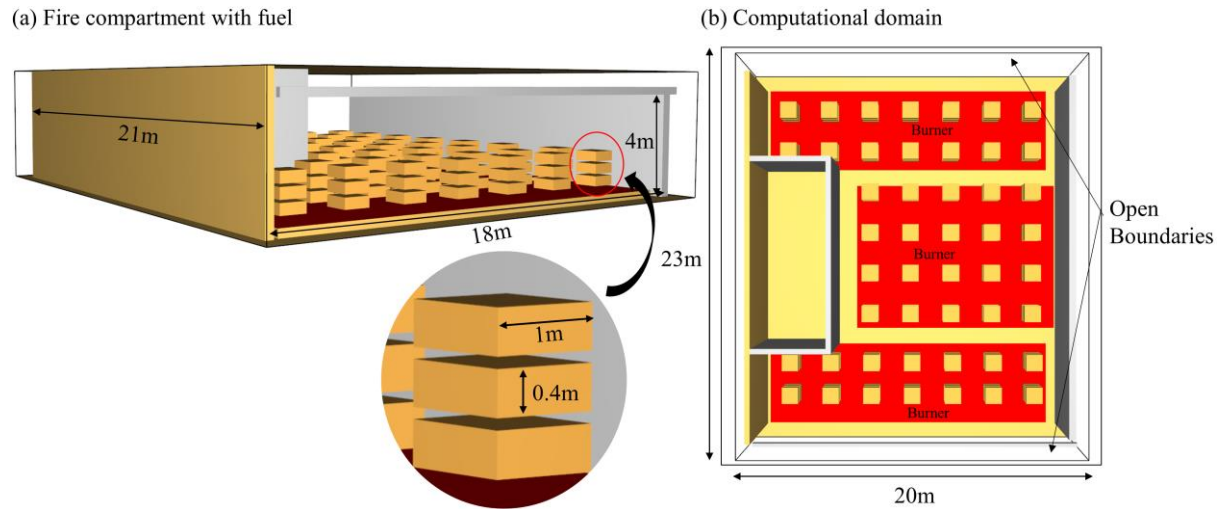 (a) Fire compartment with fuel
(b) Computational domain
21m
4m
18m
1m
0.4m
23m
Burner
Burner
Burner
Open
Boundaries
20m